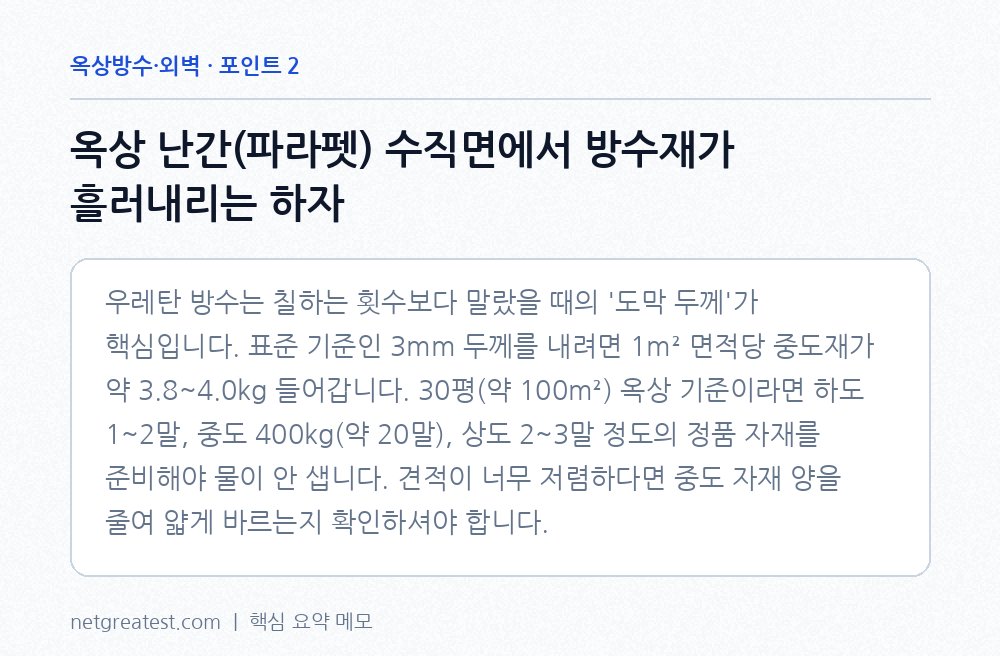 옥상방수·외벽 · 포인트 2
옥상 난간(파라펫) 수직면에서 방수재가
흘러내리는 하자
우레탄 방수는 칠하는 횟수보다 말랐을 때의 '도막 두께'가
핵심입니다. 표준 기준인 3mm 두께를 내려면 1m² 면적당 중도재가
약 3.8~4.0kg 들어갑니다. 30평(약 100m²) 옥상 기준이라면 하도
1~2말, 중도 400kg(약 20말), 상도 2~3말 정도의 정품 자재를
준비해야 물이 안 샙니다. 견적이 너무 저렴하다면 중도 자재 양을
줄여 얇게 바르는지 확인하셔야 합니다.
netgreatest.com | 핵심 요약 메모